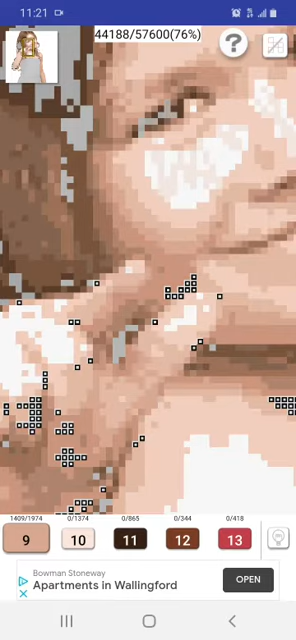 11:21
44188/57600(76%)
?
1409/1974 0/1374 0/865 0/344 0/418
9 10 11 12 13
Bowman Stoneway
Apartments in Wallingford
OPEN